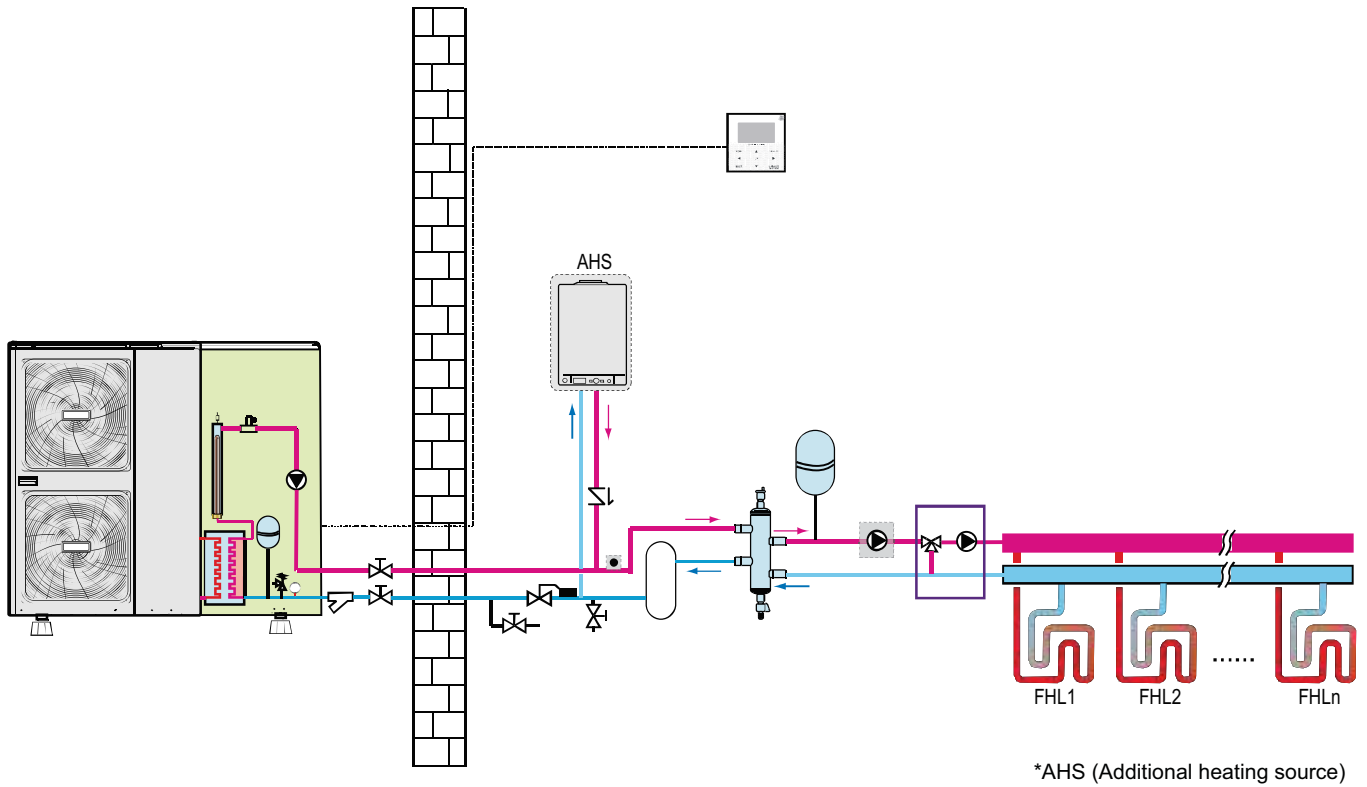 AHS
FHL1
FHL2
......
FHLn
*AHS (Additional heating source)